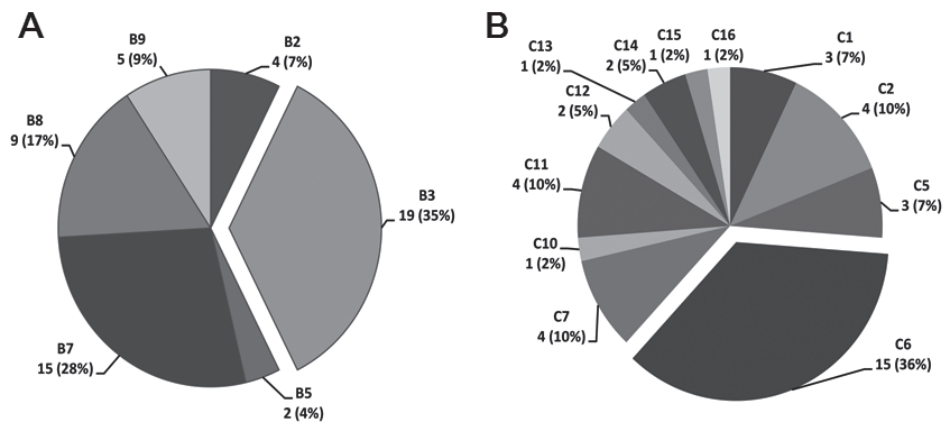 A
B9
5 (9%)
B2
4 (7%)
B8
9 (17%)
B3
19 (35%)
B7
15 (28%)
B5
2 (4%)
B
C13
1 (2%)
C14
2 (5%)
C15
1 (2%)
C16
1 (2%)
C1
3 (7%)
C12
2 (5%)
C2
4 (10%)
C11
4 (10%)
C5
3 (7%)
C10
1 (2%)
C7
4 (10%)
C6
15 (36%)